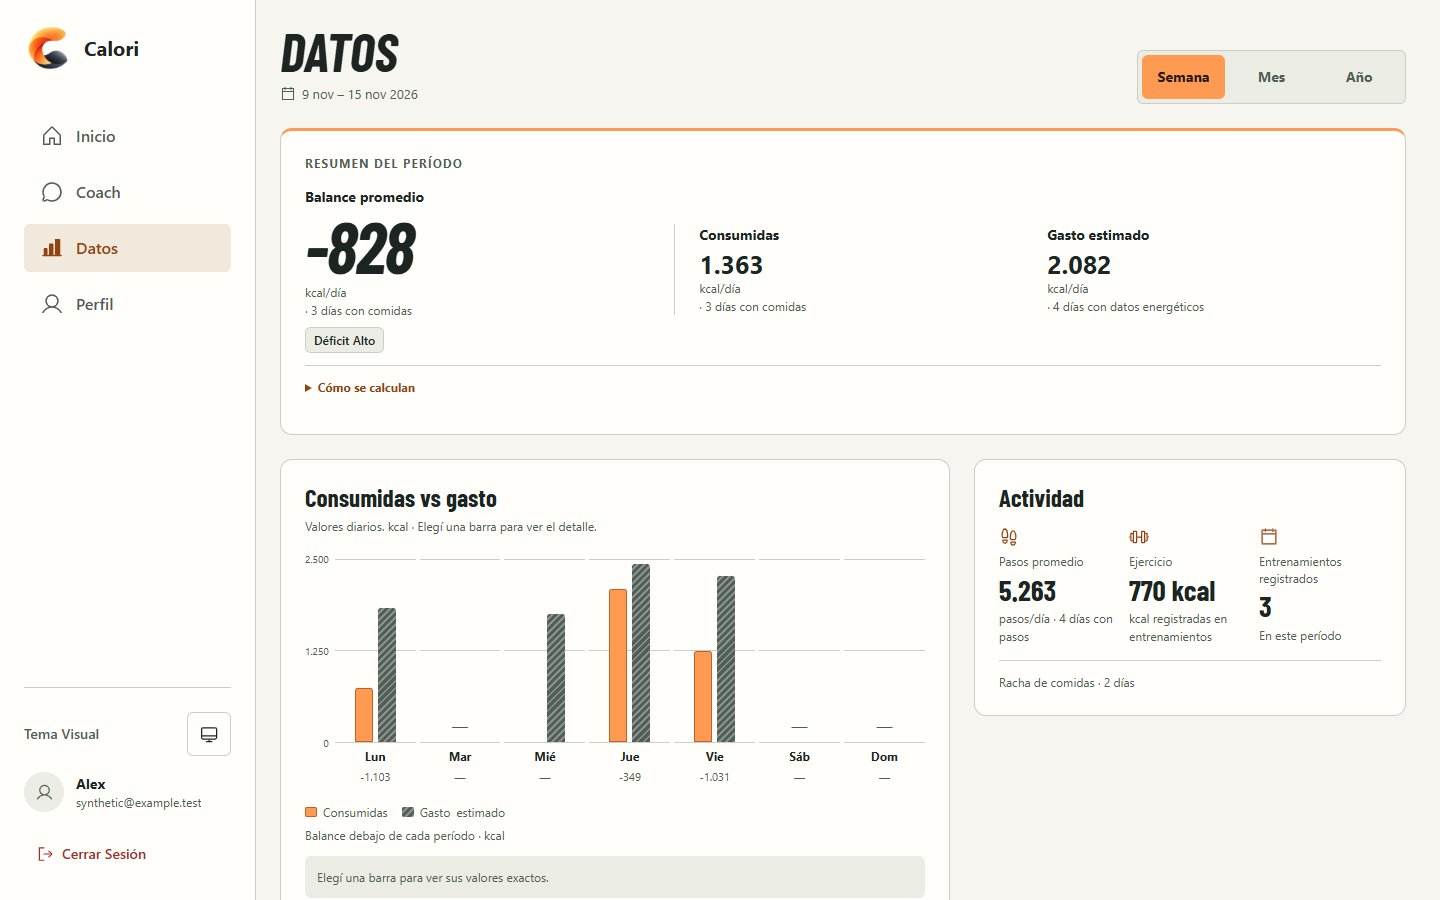 Calori
Inicio
Coach
Datos
Perfil
Tema Visual
Alex
synthetic@example.test
Cerrar Sesión
DATOS
9 nov – 15 nov 2026
Semana
Mes
Año
RESUMEN DEL PERÍODO
Balance promedio
-828
kcal/día
· 3 días con comidas
Déficit Alto
Consumidas
1.363
kcal/día
· 3 días con comidas
Gasto estimado
2.082
kcal/día
· 4 días con datos energéticos
Cómo se calculan
Consumidas vs gasto
Valores diarios. kcal · Elegí una barra para ver el detalle.
2.500
1.250
0
Lun
Mar
Mié
Jue
Vie
Sáb
Dom
-1.103
—
—
-349
-1.031
—
—
Consumidas
Gasto estimado
Balance debajo de cada período · kcal
Elegí una barra para ver sus valores exactos.
Actividad
Pasos promedio
5.263
pasos/día · 4 días con
pasos
Ejercicio
770 kcal
kcal registradas en
entrenamientos
Entrenamientos
registrados
3
En este período
Racha de comidas · 2 días